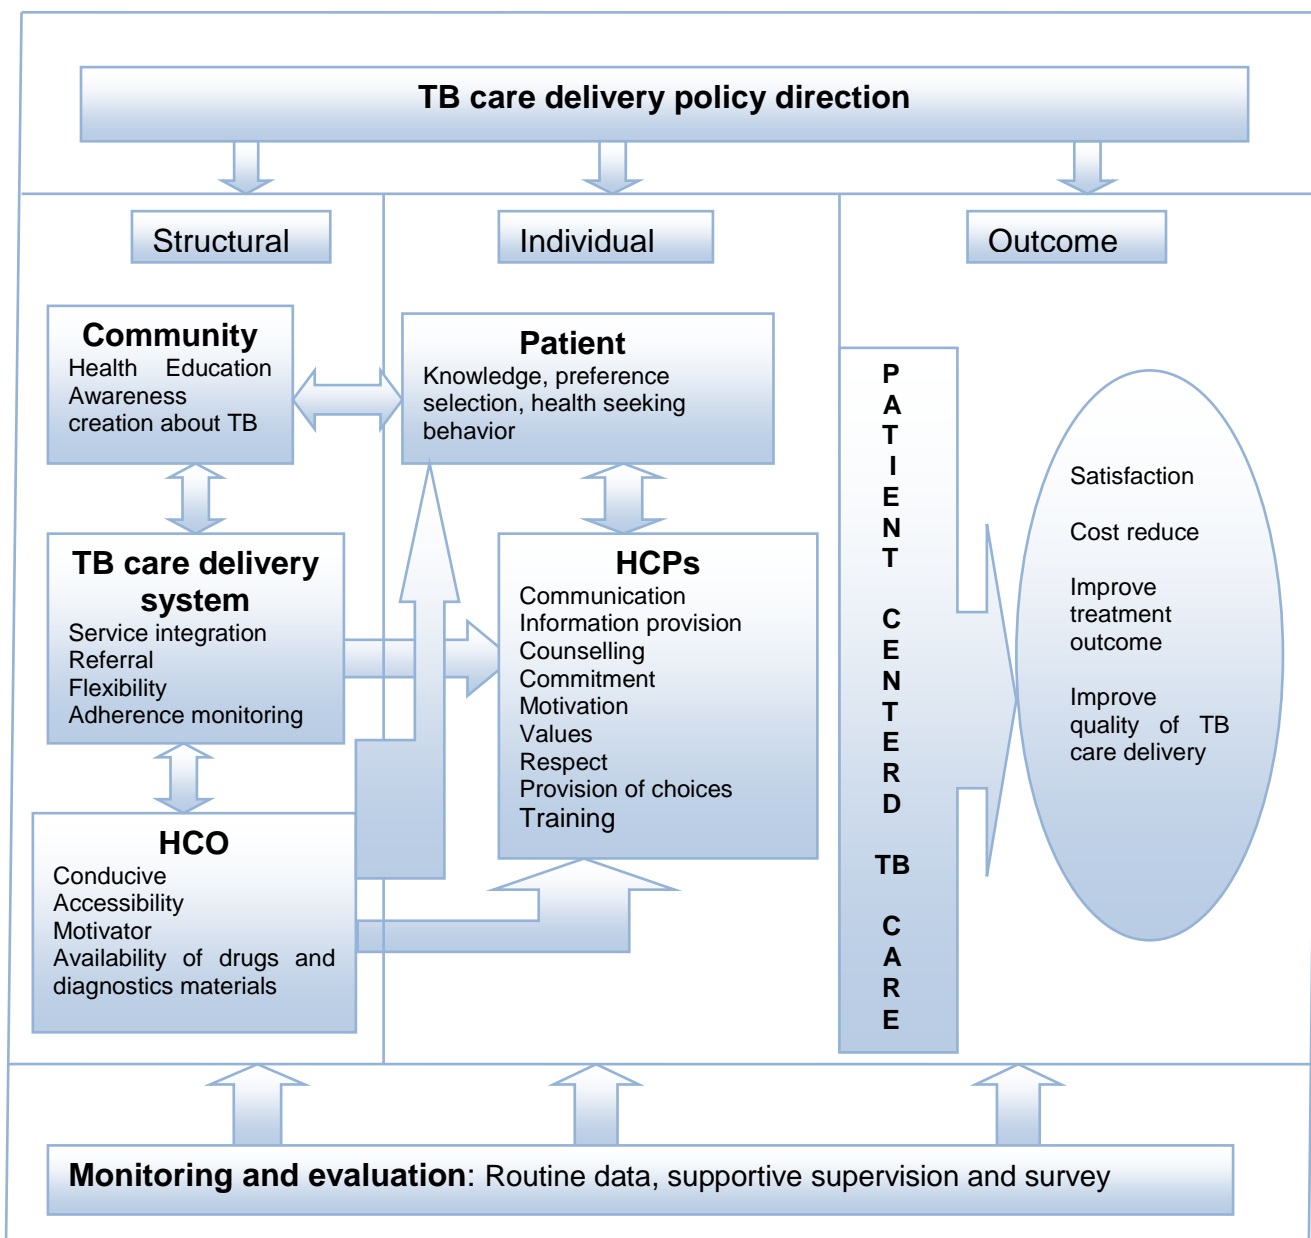 TB care delivery policy direction
Structural
Individual
Outcome
Community
Health Education
Awareness
creation about TB
Patient
Knowledge, preference
selection, health seeking
behavior
TB care delivery
system
Service integration
Referral
Flexibility
Adherence monitoring
HCPs
Communication
Information provision
Counselling
Commitment
Motivation
Values
Respect
Provision of choices
Training
HCO
Conducive
Accessibility
Motivator
Availability of drugs and
diagnostics materials
P
A
T
I
E
N
T
C
E
N
T
E
R
D
TB
C
A
R
E
Satisfaction
Cost reduce
Improve
treatment
outcome
Improve
quality of TB
care delivery
Monitoring and evaluation: Routine data, supportive supervision and survey